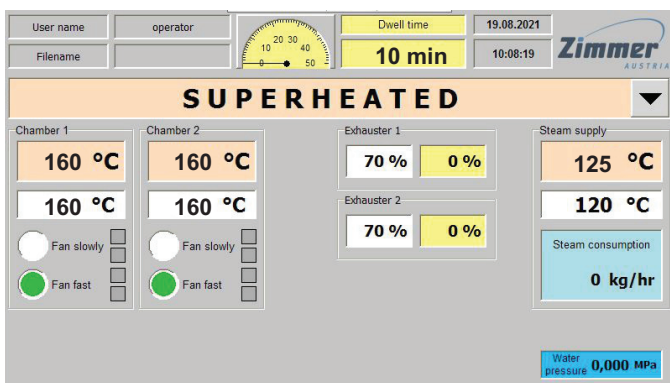 User name
operator
Filename
0 10 20 30 40 50
Dwell time
10 min
19.08.2021
10:08:19
Zimmer
AUSTRIA
SUPERHEATED
Chamber 1
160 °C
160 °C
Fan slowly
Fan fast
Chamber 2
160 °C
160 °C
Fan slowly
Fan fast
Exhauster 1
70 % 0 %
Exhauster 2
70 % 0 %
Steam supply
125 °C
120 °C
Steam consumption
0 kg/hr
Water
pressure 0,000 MPa